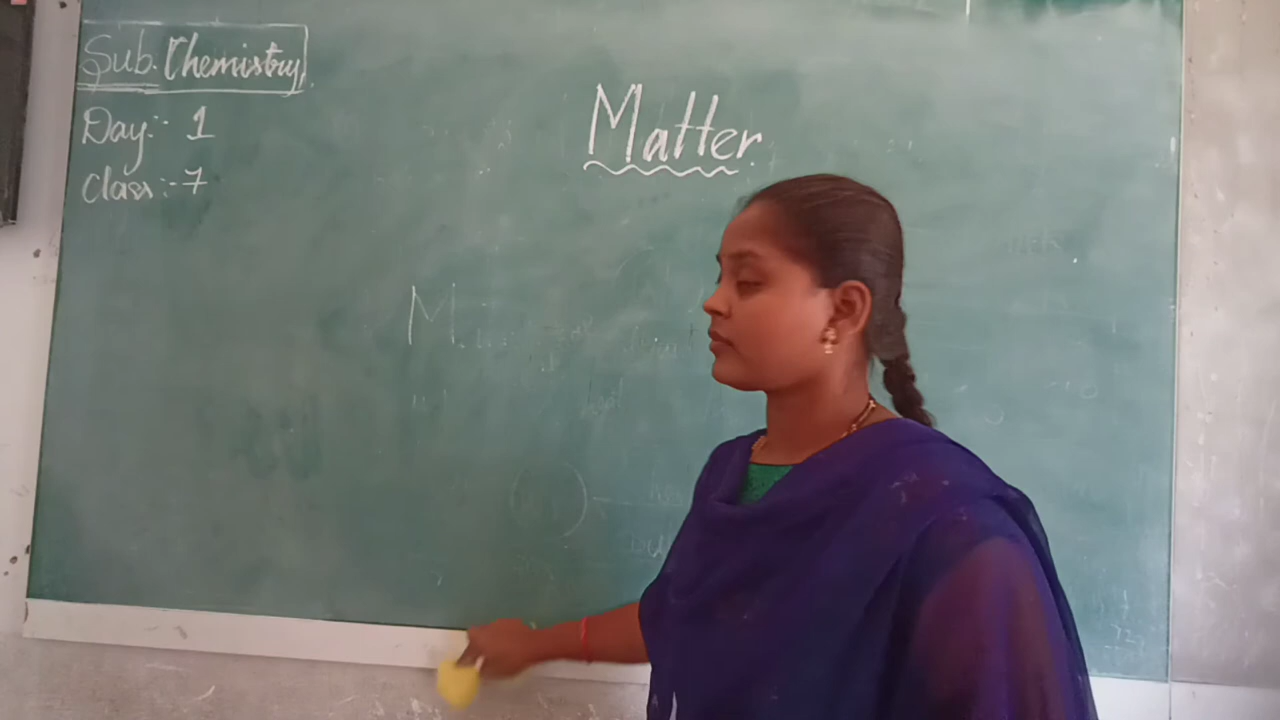 Sub. Chemistry
Day:- 1
Class:- 7
Matter
M